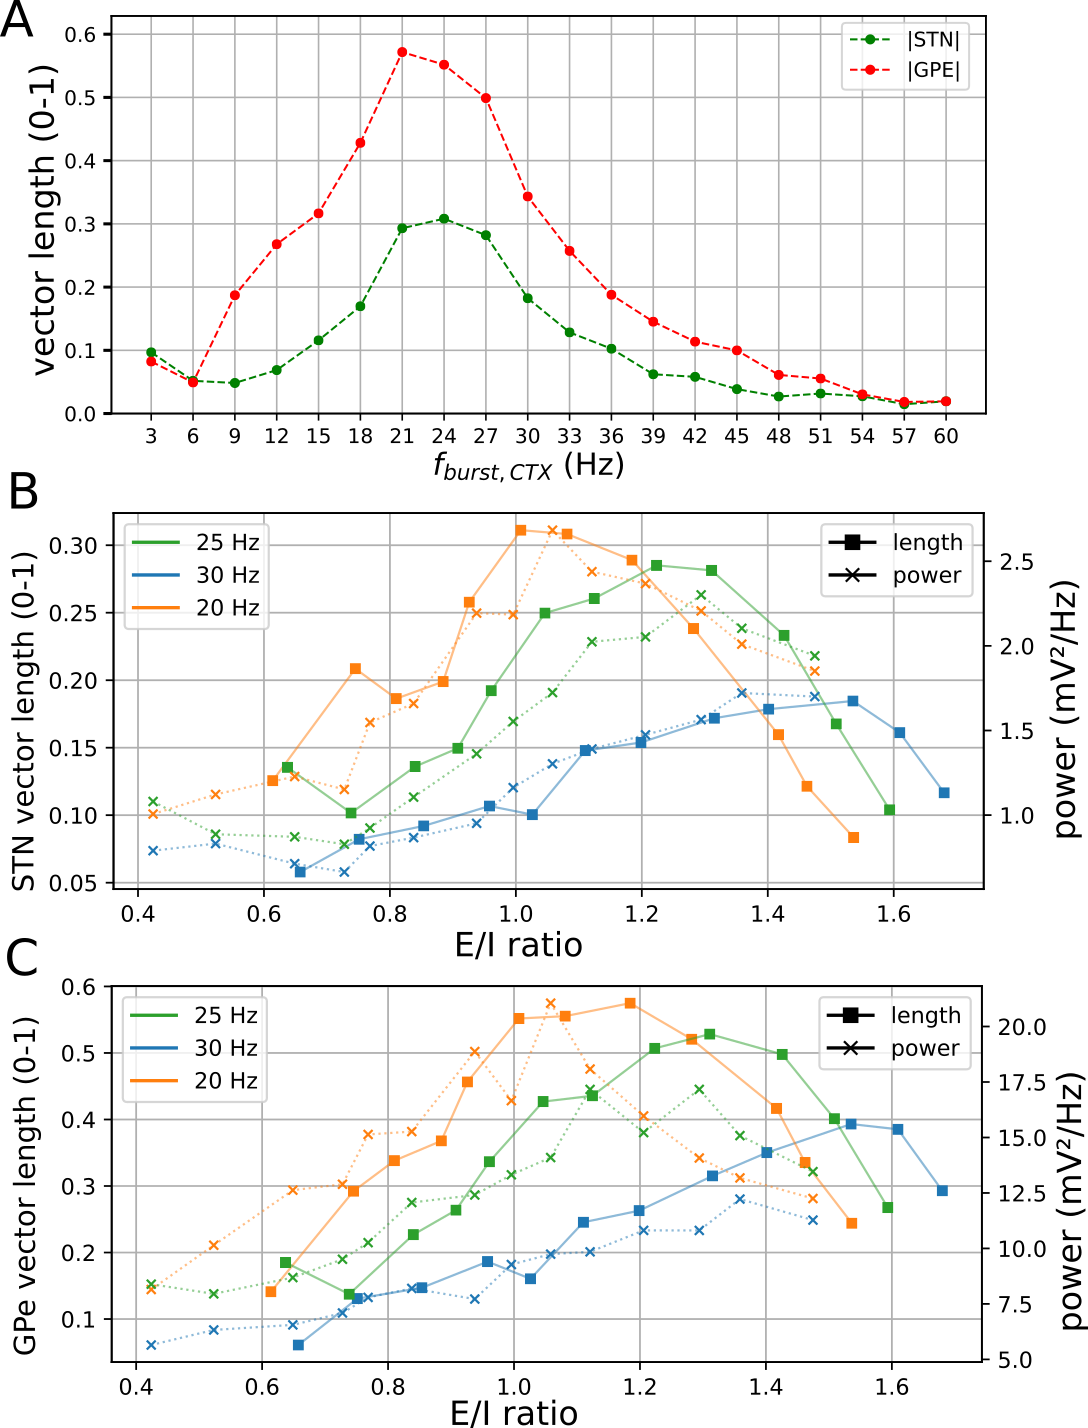 A
0.6
0.5
0.4
0.3
0.2
0.1
0.0
vector length (0-1)
|STN|
|GPE|
3 6 9 12 15 18 21 24 27 30 33 36 39 42 45 48 51 54 57 60
f_burst,CTX (Hz)
B
0.30
0.25
0.20
0.15
0.10
0.05
STN vector length (0-1)
25 Hz
30 Hz
20 Hz
length
power
2.5
2.0
1.5
1.0
power (mV²/Hz)
0.4 0.6 0.8 1.0 1.2 1.4 1.6
E/I ratio
C
0.6
0.5
0.4
0.3
0.2
0.1
GPe vector length (0-1)
25 Hz
30 Hz
20 Hz
length
power
20.0
17.5
15.0
12.5
10.0
7.5
5.0
power (mV²/Hz)
0.4 0.6 0.8 1.0 1.2 1.4 1.6
E/I ratio